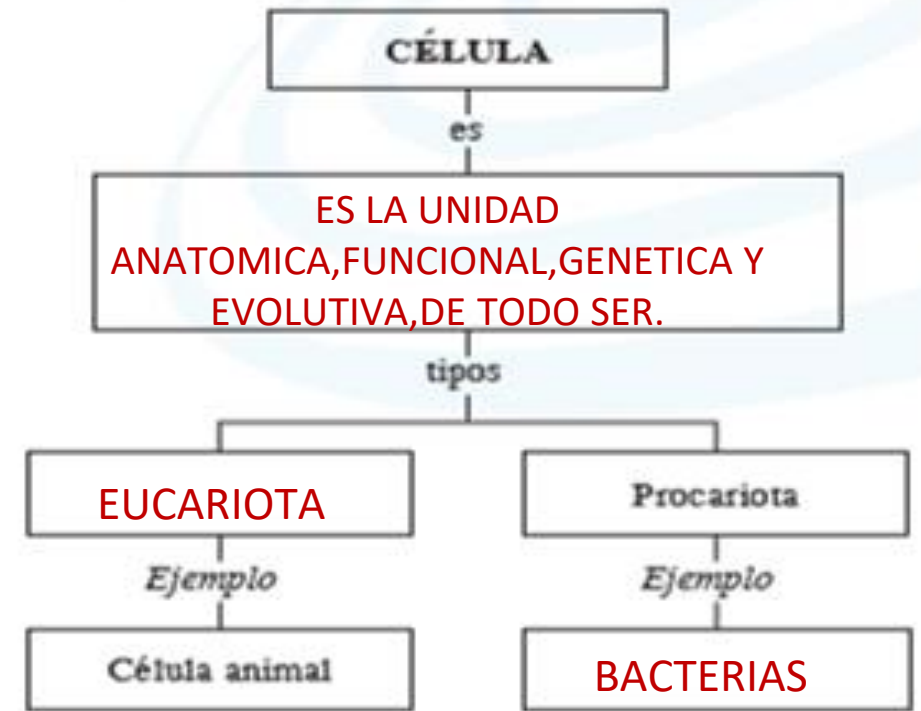 CÉLULA
es
ES LA UNIDAD
ANATOMICA,FUNCIONAL,GENETICA Y
EVOLUTIVA,DE TODO SER.
tipos
EUCARIOTA
Procariota
Ejemplo
Ejemplo
Célula animal
BACTERIAS